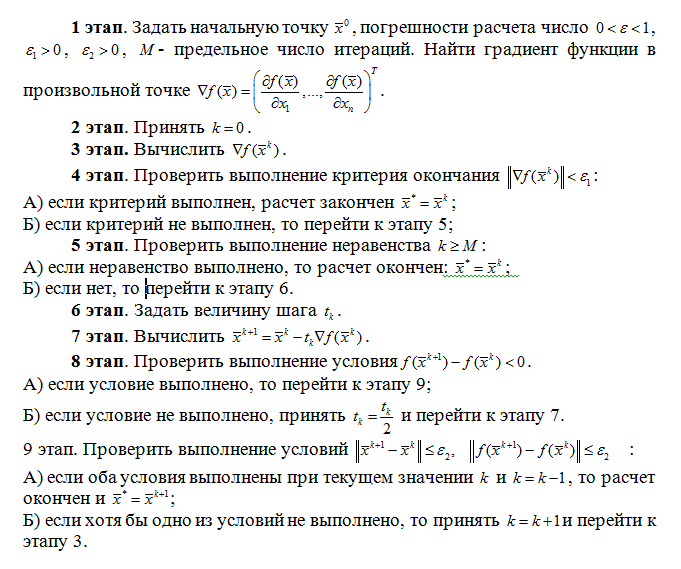 1 этап. Задать начальную точку x̄⁰, погрешности расчета число 0 < ε < 1,
ε₁ > 0, ε₂ > 0, M - предельное число итераций. Найти градиент функции в
произвольной точке ∇f(x̄) = (∂f(x̄)/∂x₁,..., ∂f(x̄)/∂xₙ)ᵀ.
2 этап. Принять k = 0.
3 этап. Вычислить ∇f(x̄ᵏ).
4 этап. Проверить выполнение критерия окончания ‖∇f(x̄ᵏ)‖ < ε₁:
А) если критерий выполнен, расчет закончен x̄* = x̄ᵏ;
Б) если критерий не выполнен, то перейти к этапу 5;
5 этап. Проверить выполнение неравенства k ≥ M:
А) если неравенство выполнено, то расчет окончен: x̄* = x̄ᵏ;
Б) если нет, то перейти к этапу 6.
6 этап. Задать величину шага tₖ.
7 этап. Вычислить x̄ᵏ⁺¹ = x̄ᵏ − tₖ∇f(x̄ᵏ).
8 этап. Проверить выполнение условия f(x̄ᵏ⁺¹) − f(x̄ᵏ) < 0.
А) если условие выполнено, то перейти к этапу 9;
Б) если условие не выполнено, принять tₖ = tₖ/2 и перейти к этапу 7.
9 этап. Проверить выполнение условий ‖x̄ᵏ⁺¹ − x̄ᵏ‖ ≤ ε₂, ‖f(x̄ᵏ⁺¹) − f(x̄ᵏ)‖ ≤ ε₂ :
А) если оба условия выполнены при текущем значении k и k = k − 1, то расчет
окончен и x̄* = x̄ᵏ⁺¹;
Б) если хотя бы одно из условий не выполнено, то принять k = k + 1 и перейти к
этапу 3.